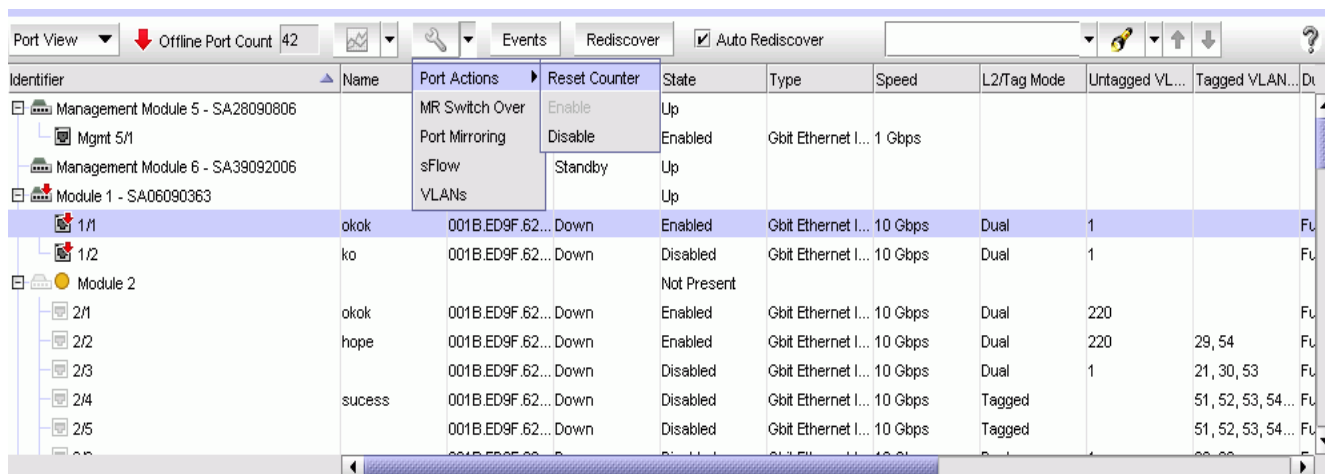 Port View Offline Port Count 42 Events Rediscover Auto Rediscover ?
Identifier Name Port Actions Reset Counter State Type Speed L2/Tag Mode Untagged VL... Tagged VLAN...
Management Module 5 - SA28090806 MR Switch Over Enable Up
Mgmt 5/1 Port Mirroring Disable Enabled Gbit Ethernet I... 1 Gbps
Management Module 6 - SA39092006 sFlow Standby Up
Module 1 - SA06090363 VLANs Up
1/1 okok 001B.ED9F.62... Down Enabled Gbit Ethernet I... 10 Gbps Dual 1
1/2 ko 001B.ED9F.62... Down Disabled Gbit Ethernet I... 10 Gbps Dual 1
Module 2 Not Present
2/1 okok 001B.ED9F.62... Down Enabled Gbit Ethernet I... 10 Gbps Dual 220
2/2 hope 001B.ED9F.62... Down Enabled Gbit Ethernet I... 10 Gbps Dual 220 29, 54
2/3 001B.ED9F.62... Down Disabled Gbit Ethernet I... 10 Gbps Dual 1 21, 30, 53
2/4 sucess 001B.ED9F.62... Down Disabled Gbit Ethernet I... 10 Gbps Tagged 51, 52, 53, 54...
2/5 001B.ED9F.62... Down Disabled Gbit Ethernet I... 10 Gbps Tagged 51, 52, 53, 54...